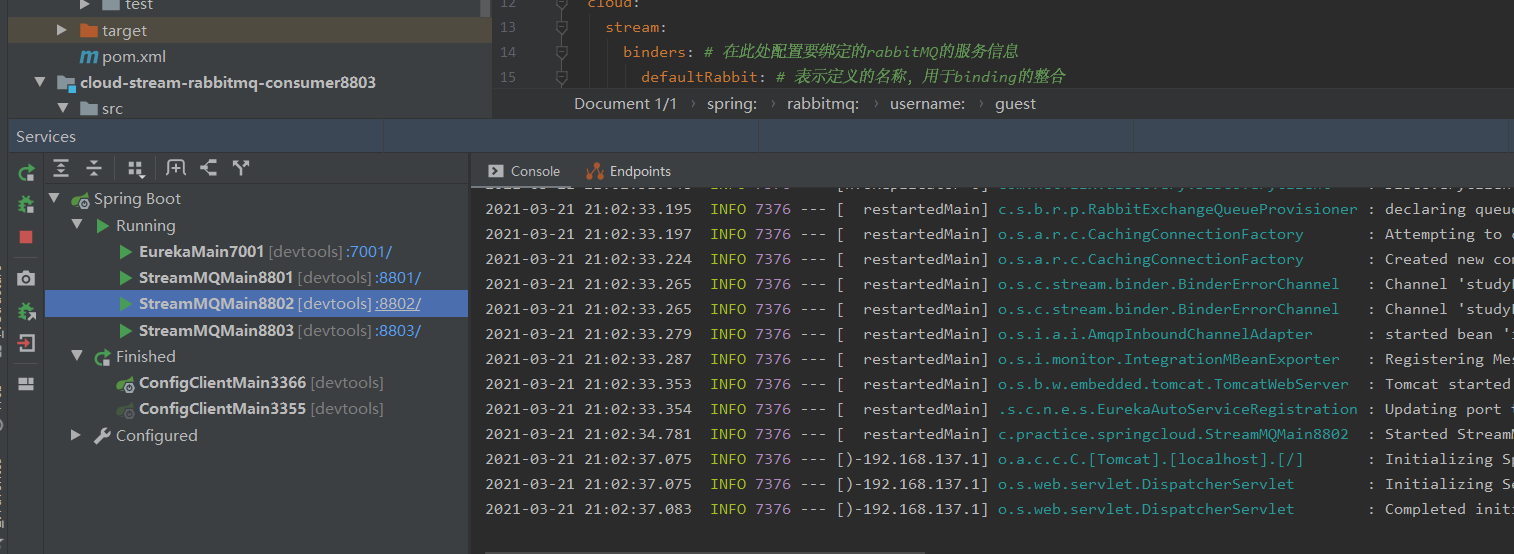 test
target
pom.xml
cloud-stream-rabbitmq-consumer8803
src
12 cloud:
13 stream:
14 binders: # 在此处配置要绑定的rabbitMQ的服务信息
15 defaultRabbit: # 表示定义的名称，用于binding的整合
Document 1/1 › spring: › rabbitmq: › username: › guest
Services
Console Endpoints
Spring Boot
Running
EurekaMain7001 [devtools] :7001/
StreamMQMain8801 [devtools] :8801/
StreamMQMain8802 [devtools] :8802/
StreamMQMain8803 [devtools] :8803/
Finished
ConfigClientMain3366 [devtools]
ConfigClientMain3355 [devtools]
Configured
2021-03-21 21:02:33.195 INFO 7376 --- [ restartedMain] c.s.b.r.p.RabbitExchangeQueueProvisioner : declaring queue
2021-03-21 21:02:33.197 INFO 7376 --- [ restartedMain] o.s.a.r.c.CachingConnectionFactory : Attempting to
2021-03-21 21:02:33.224 INFO 7376 --- [ restartedMain] o.s.a.r.c.CachingConnectionFactory : Created new con
2021-03-21 21:02:33.265 INFO 7376 --- [ restartedMain] o.s.c.stream.binder.BinderErrorChannel : Channel 'study
2021-03-21 21:02:33.265 INFO 7376 --- [ restartedMain] o.s.c.stream.binder.BinderErrorChannel : Channel 'study
2021-03-21 21:02:33.279 INFO 7376 --- [ restartedMain] o.s.i.a.i.AmqpInboundChannelAdapter : started bean '
2021-03-21 21:02:33.287 INFO 7376 --- [ restartedMain] o.s.i.monitor.IntegrationMBeanExporter : Registering Mes
2021-03-21 21:02:33.353 INFO 7376 --- [ restartedMain] o.s.b.w.embedded.tomcat.TomcatWebServer : Tomcat started
2021-03-21 21:02:33.354 INFO 7376 --- [ restartedMain] .s.c.n.e.s.EurekaAutoServiceRegistration : Updating port t
2021-03-21 21:02:34.781 INFO 7376 --- [ restartedMain] c.practice.springcloud.StreamMQMain8802 : Started StreamM
2021-03-21 21:02:37.075 INFO 7376 --- [)-192.168.137.1] o.a.c.c.C.[Tomcat].[localhost].[/] : Initializing Sp
2021-03-21 21:02:37.075 INFO 7376 --- [)-192.168.137.1] o.s.web.servlet.DispatcherServlet : Initializing Se
2021-03-21 21:02:37.083 INFO 7376 --- [)-192.168.137.1] o.s.web.servlet.DispatcherServlet : Completed initi